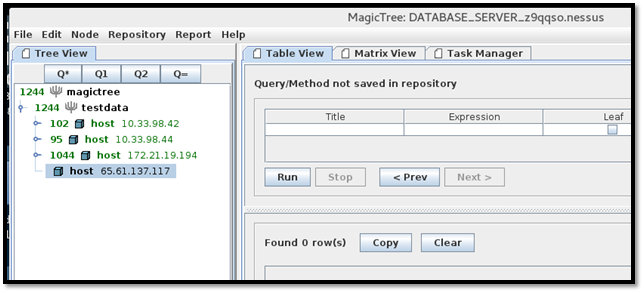 MagicTree: DATABASE_SERVER_z9qqso.nessus
File Edit Node Repository Report Help
Tree View
Q* Q1 Q2 Q=
1244 magictree
1244 testdata
102 host 10.33.98.42
95 host 10.33.98.44
1044 host 172.21.19.194
host 65.61.137.117
Table View Matrix View Task Manager
Query/Method not saved in repository
Title Expression Leaf
Run Stop < Prev Next >
Found 0 row(s) Copy Clear